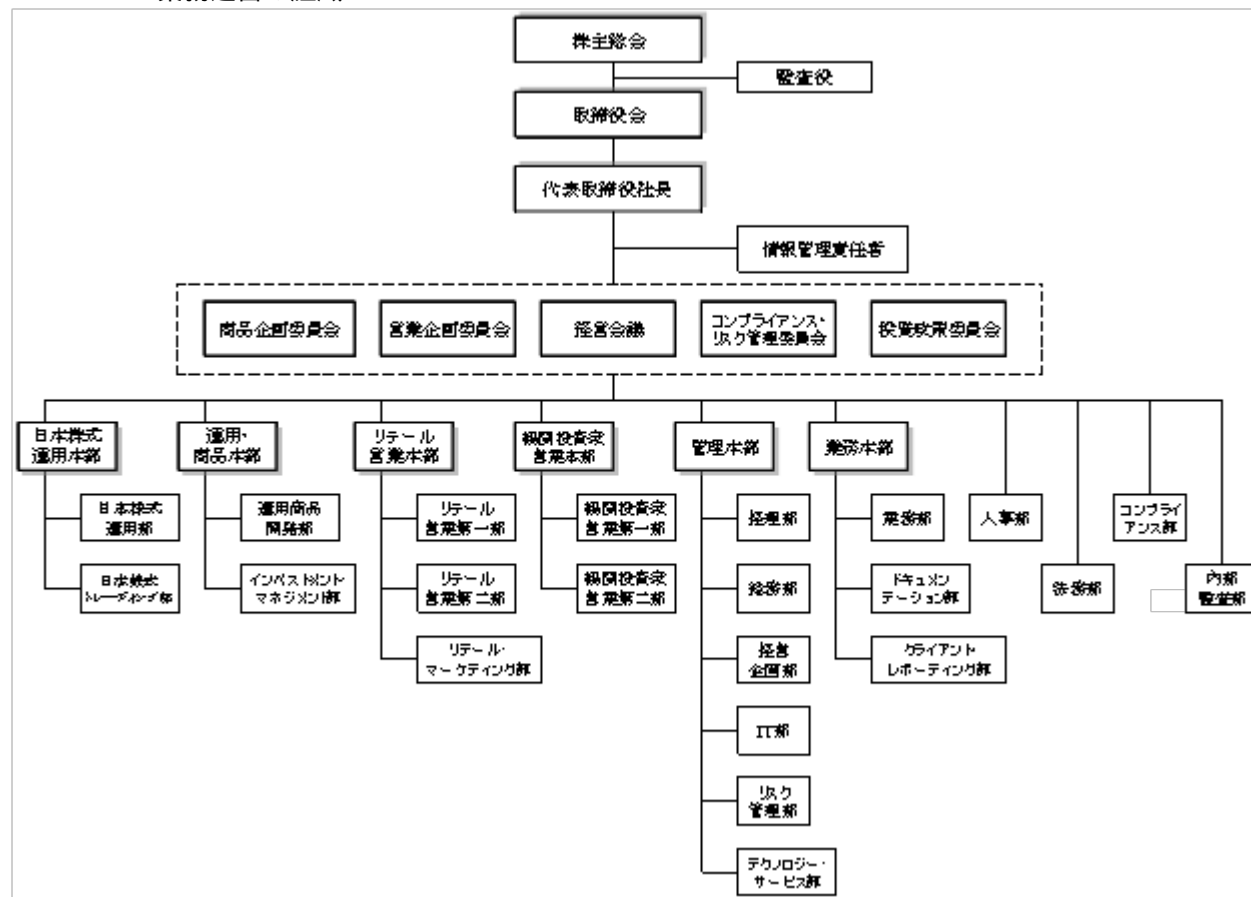 株主総会
監査役
取締役会
代表取締役社長
情報管理責任者
商品企画委員会
営業企画委員会
経営会議
コンプライアンス・
リスク管理委員会
投資政策委員会
日本株式
運用本部
運用・
商品本部
リテール
営業本部
機関投資家
営業本部
管理本部
業務本部
日本株式
運用部
運用商品
開発部
リテール
営業第一部
機関投資家
営業第一部
経理部
業務部
人事部
コンプライ
アンス部
日本株式
トレーディング部
インベストメント
マネジメント部
リテール
営業第二部
機関投資家
営業第二部
総務部
ドキュメン
テーション部
法務部
内部
監査部
リテール・
マーケティング部
経営
企画部
クライアント
レポーティング部
IT部
リスク
管理部
テクノロジー・
サービス部